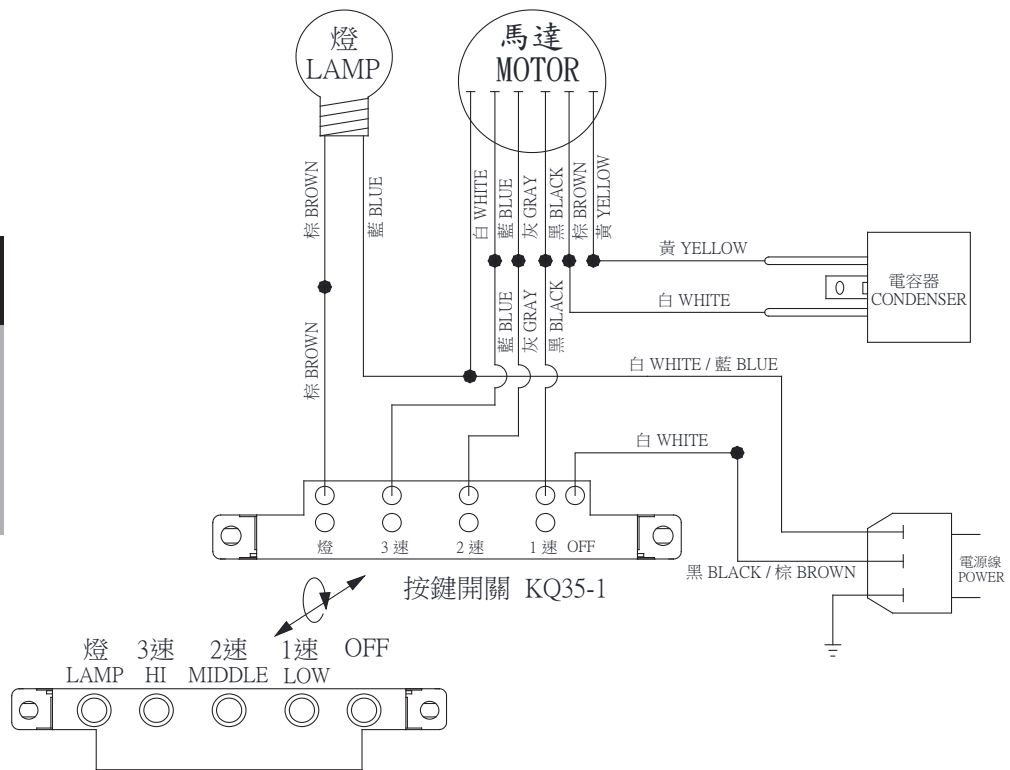 燈
LAMP
馬達
MOTOR
棕 BROWN
藍 BLUE
白 WHITE
藍 BLUE
灰 GRAY
黑 BLACK
棕 BROWN
黃 YELLOW
黃 YELLOW
白 WHITE
電容器
CONDENSER
棕 BROWN
藍 BLUE
灰 GRAY
黑 BLACK
白 WHITE / 藍 BLUE
白 WHITE
燈
3 速
2 速
1 速
OFF
黑 BLACK / 棕 BROWN
電源線
POWER
按鍵開關 KQ35-1
燈
LAMP
3速
HI
2速
MIDDLE
1速
LOW
OFF